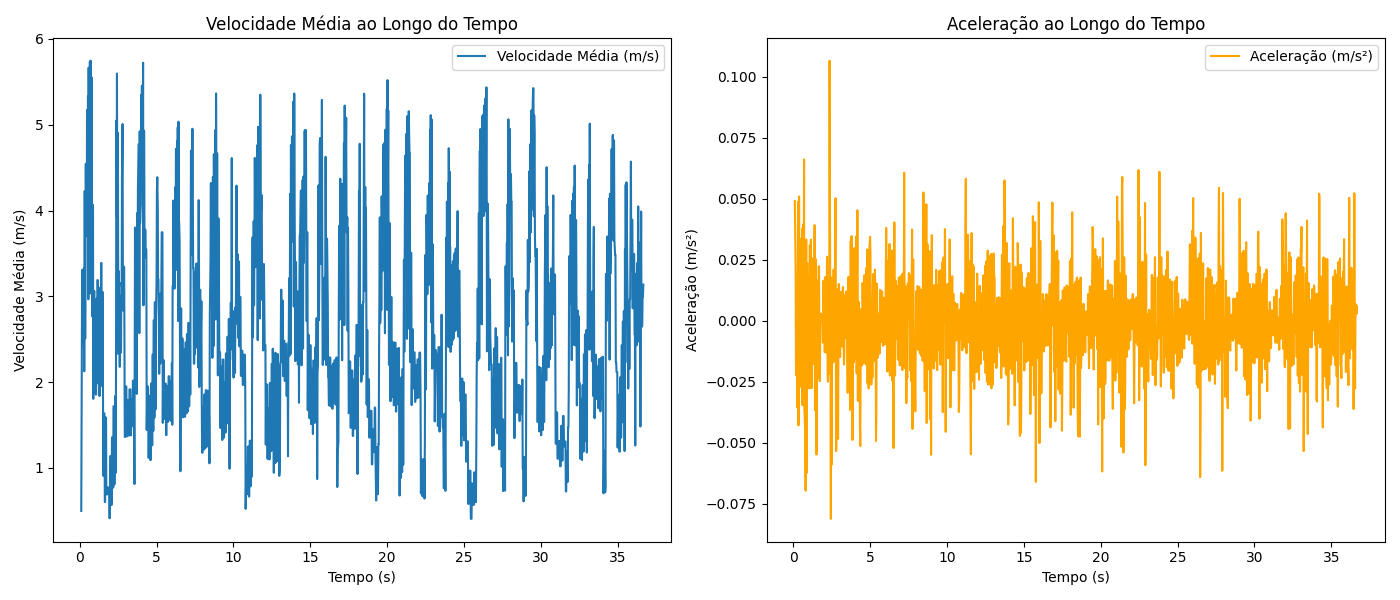 Velocidade Média ao Longo do Tempo
Velocidade Média (m/s)
6
5
4
3
2
1
Velocidade Média (m/s)
0 5 10 15 20 25 30 35
Tempo (s)
Aceleração ao Longo do Tempo
Aceleração (m/s²)
0.100
0.075
0.050
0.025
0.000
−0.025
−0.050
−0.075
Aceleração (m/s²)
0 5 10 15 20 25 30 35
Tempo (s)